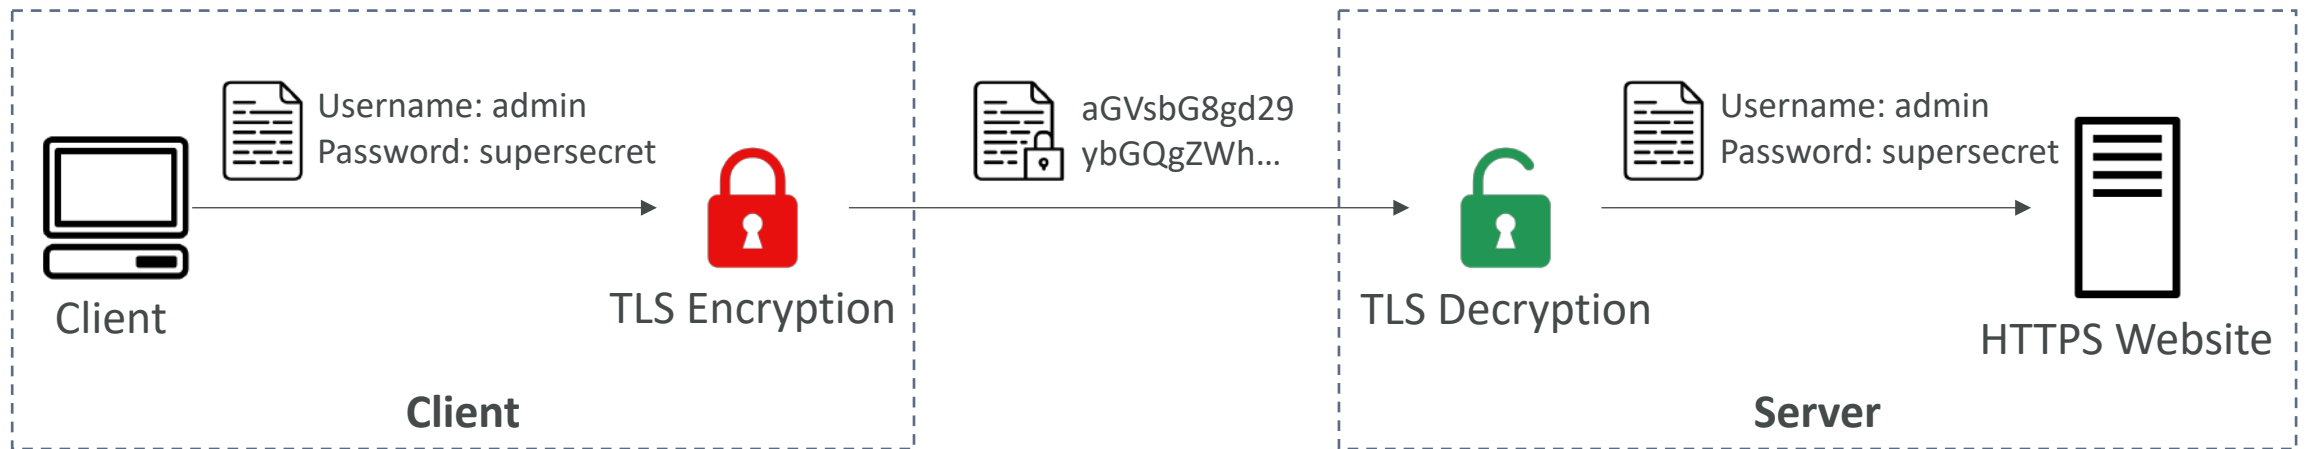 Username: admin
Password: supersecret
aGVsbG8gd29
ybGQgZWh...
Username: admin
Password: supersecret
Client
TLS Encryption
TLS Decryption
HTTPS Website
Client
Server